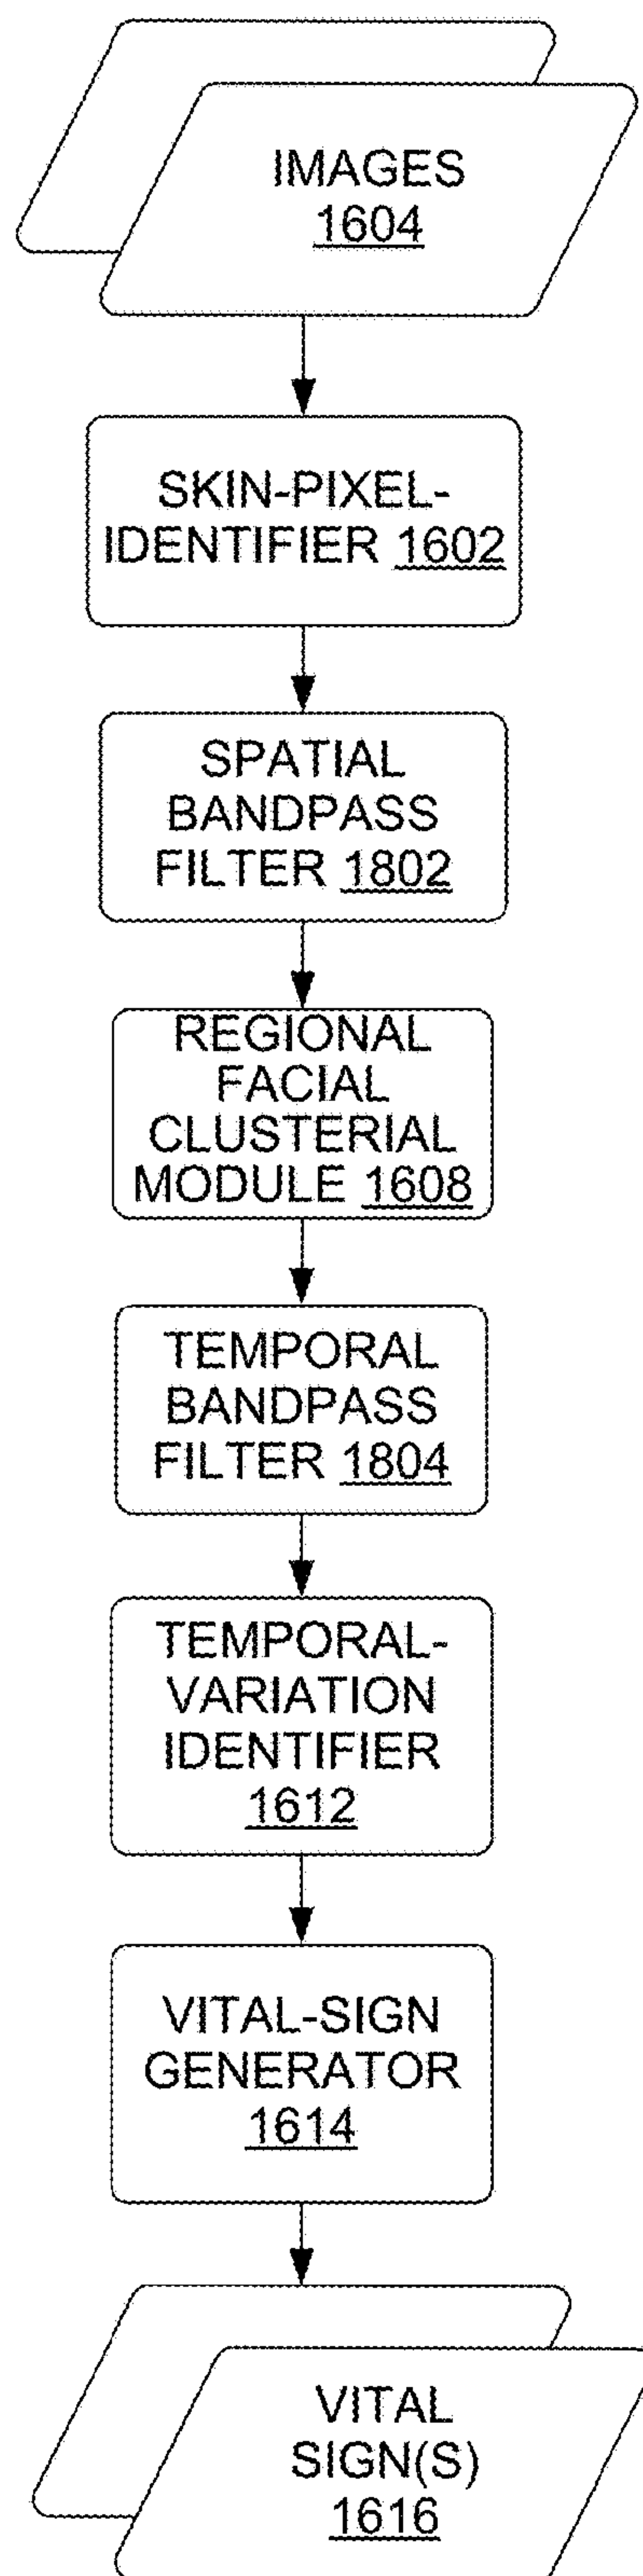 IMAGES
1604
SKIN-PIXEL-
IDENTIFIER 1602
SPATIAL
BANDPASS
FILTER 1802
REGIONAL
FACIAL
CLUSTERIAL
MODULE 1608
TEMPORAL
BANDPASS
FILTER 1804
TEMPORAL-
VARIATION
IDENTIFIER
1612
VITAL-SIGN
GENERATOR
1614
VITAL
SIGN(S)
1616